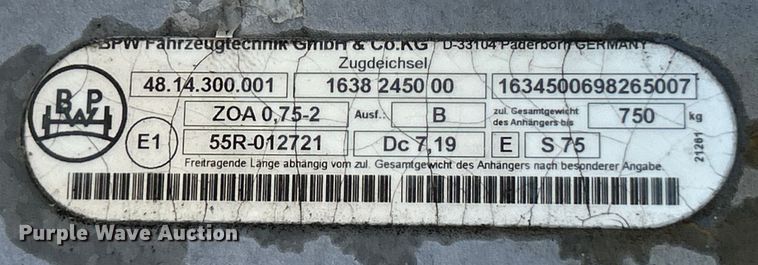 BPW Fahrzeugtechnik GmbH & Co.KG D-33104 Paderborn GERMANY
Zugdeichsel
48.14.300.001 1638 2450 00 1634500698265007
BPW
ZOA 0,75-2 Ausf.: B zul. Gesamtgewicht des Anhängers bis 750 kg
E1 55R-012721 Dc 7,19 E S 75
21281
Freitragende Länge abhängig vom zul. Gesamtgewicht des Anhängers nach besonderer Angabe.
Purple Wave Auction